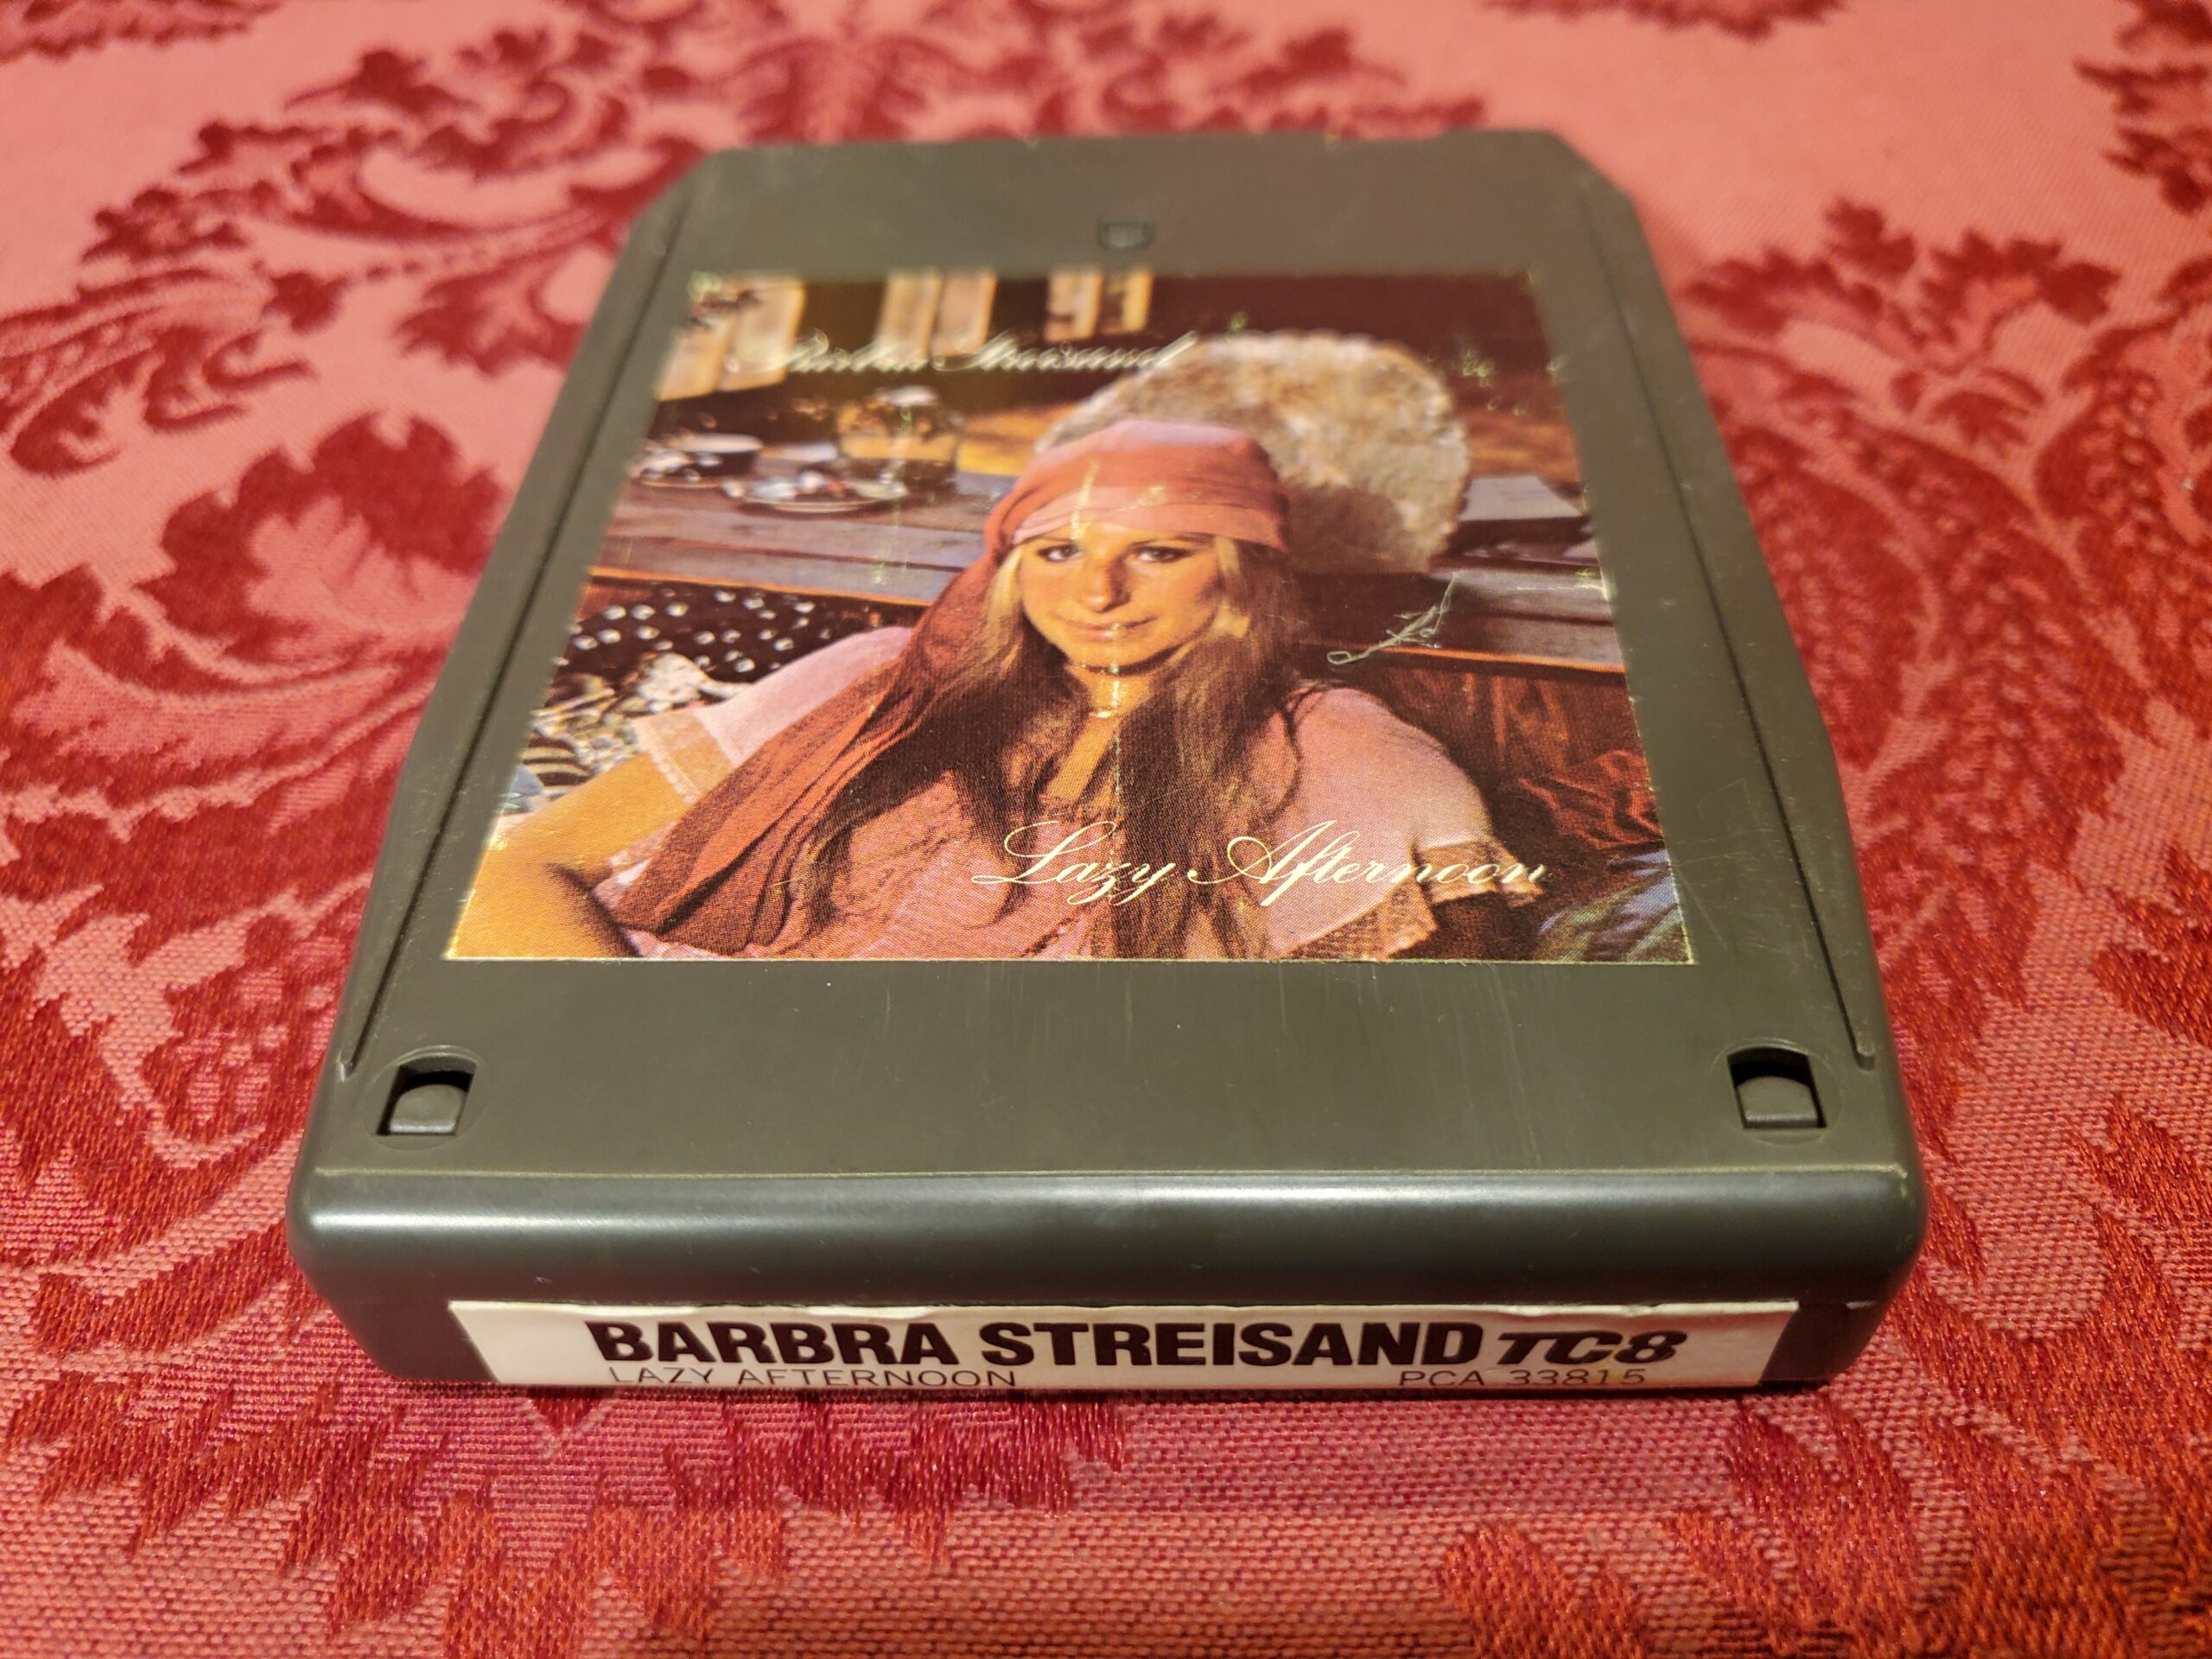 Barbra Streisand
Lazy Afternoon
BARBRA STREISAND TC8
LAZY AFTERNOON PCA 33815